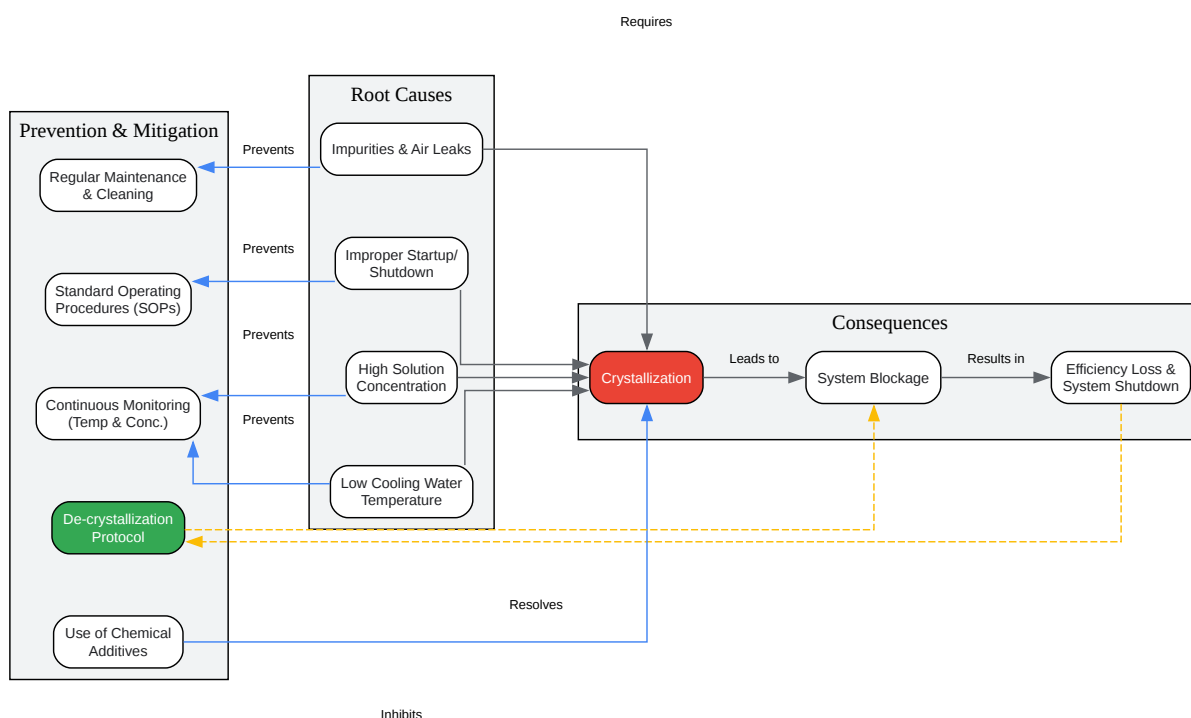 Requires
Root Causes
Prevention & Mitigation
Impurities & Air Leaks
Prevents
Regular Maintenance
& Cleaning
Prevents
Improper Startup/
Shutdown
Standard Operating
Procedures (SOPs)
Prevents
Consequences
High Solution
Concentration
Crystallization
Leads to
System Blockage
Results in
Efficiency Loss &
System Shutdown
Continuous Monitoring
(Temp & Conc.)
Prevents
Low Cooling Water
Temperature
De-crystallization
Protocol
Resolves
Use of Chemical
Additives
Inhibits